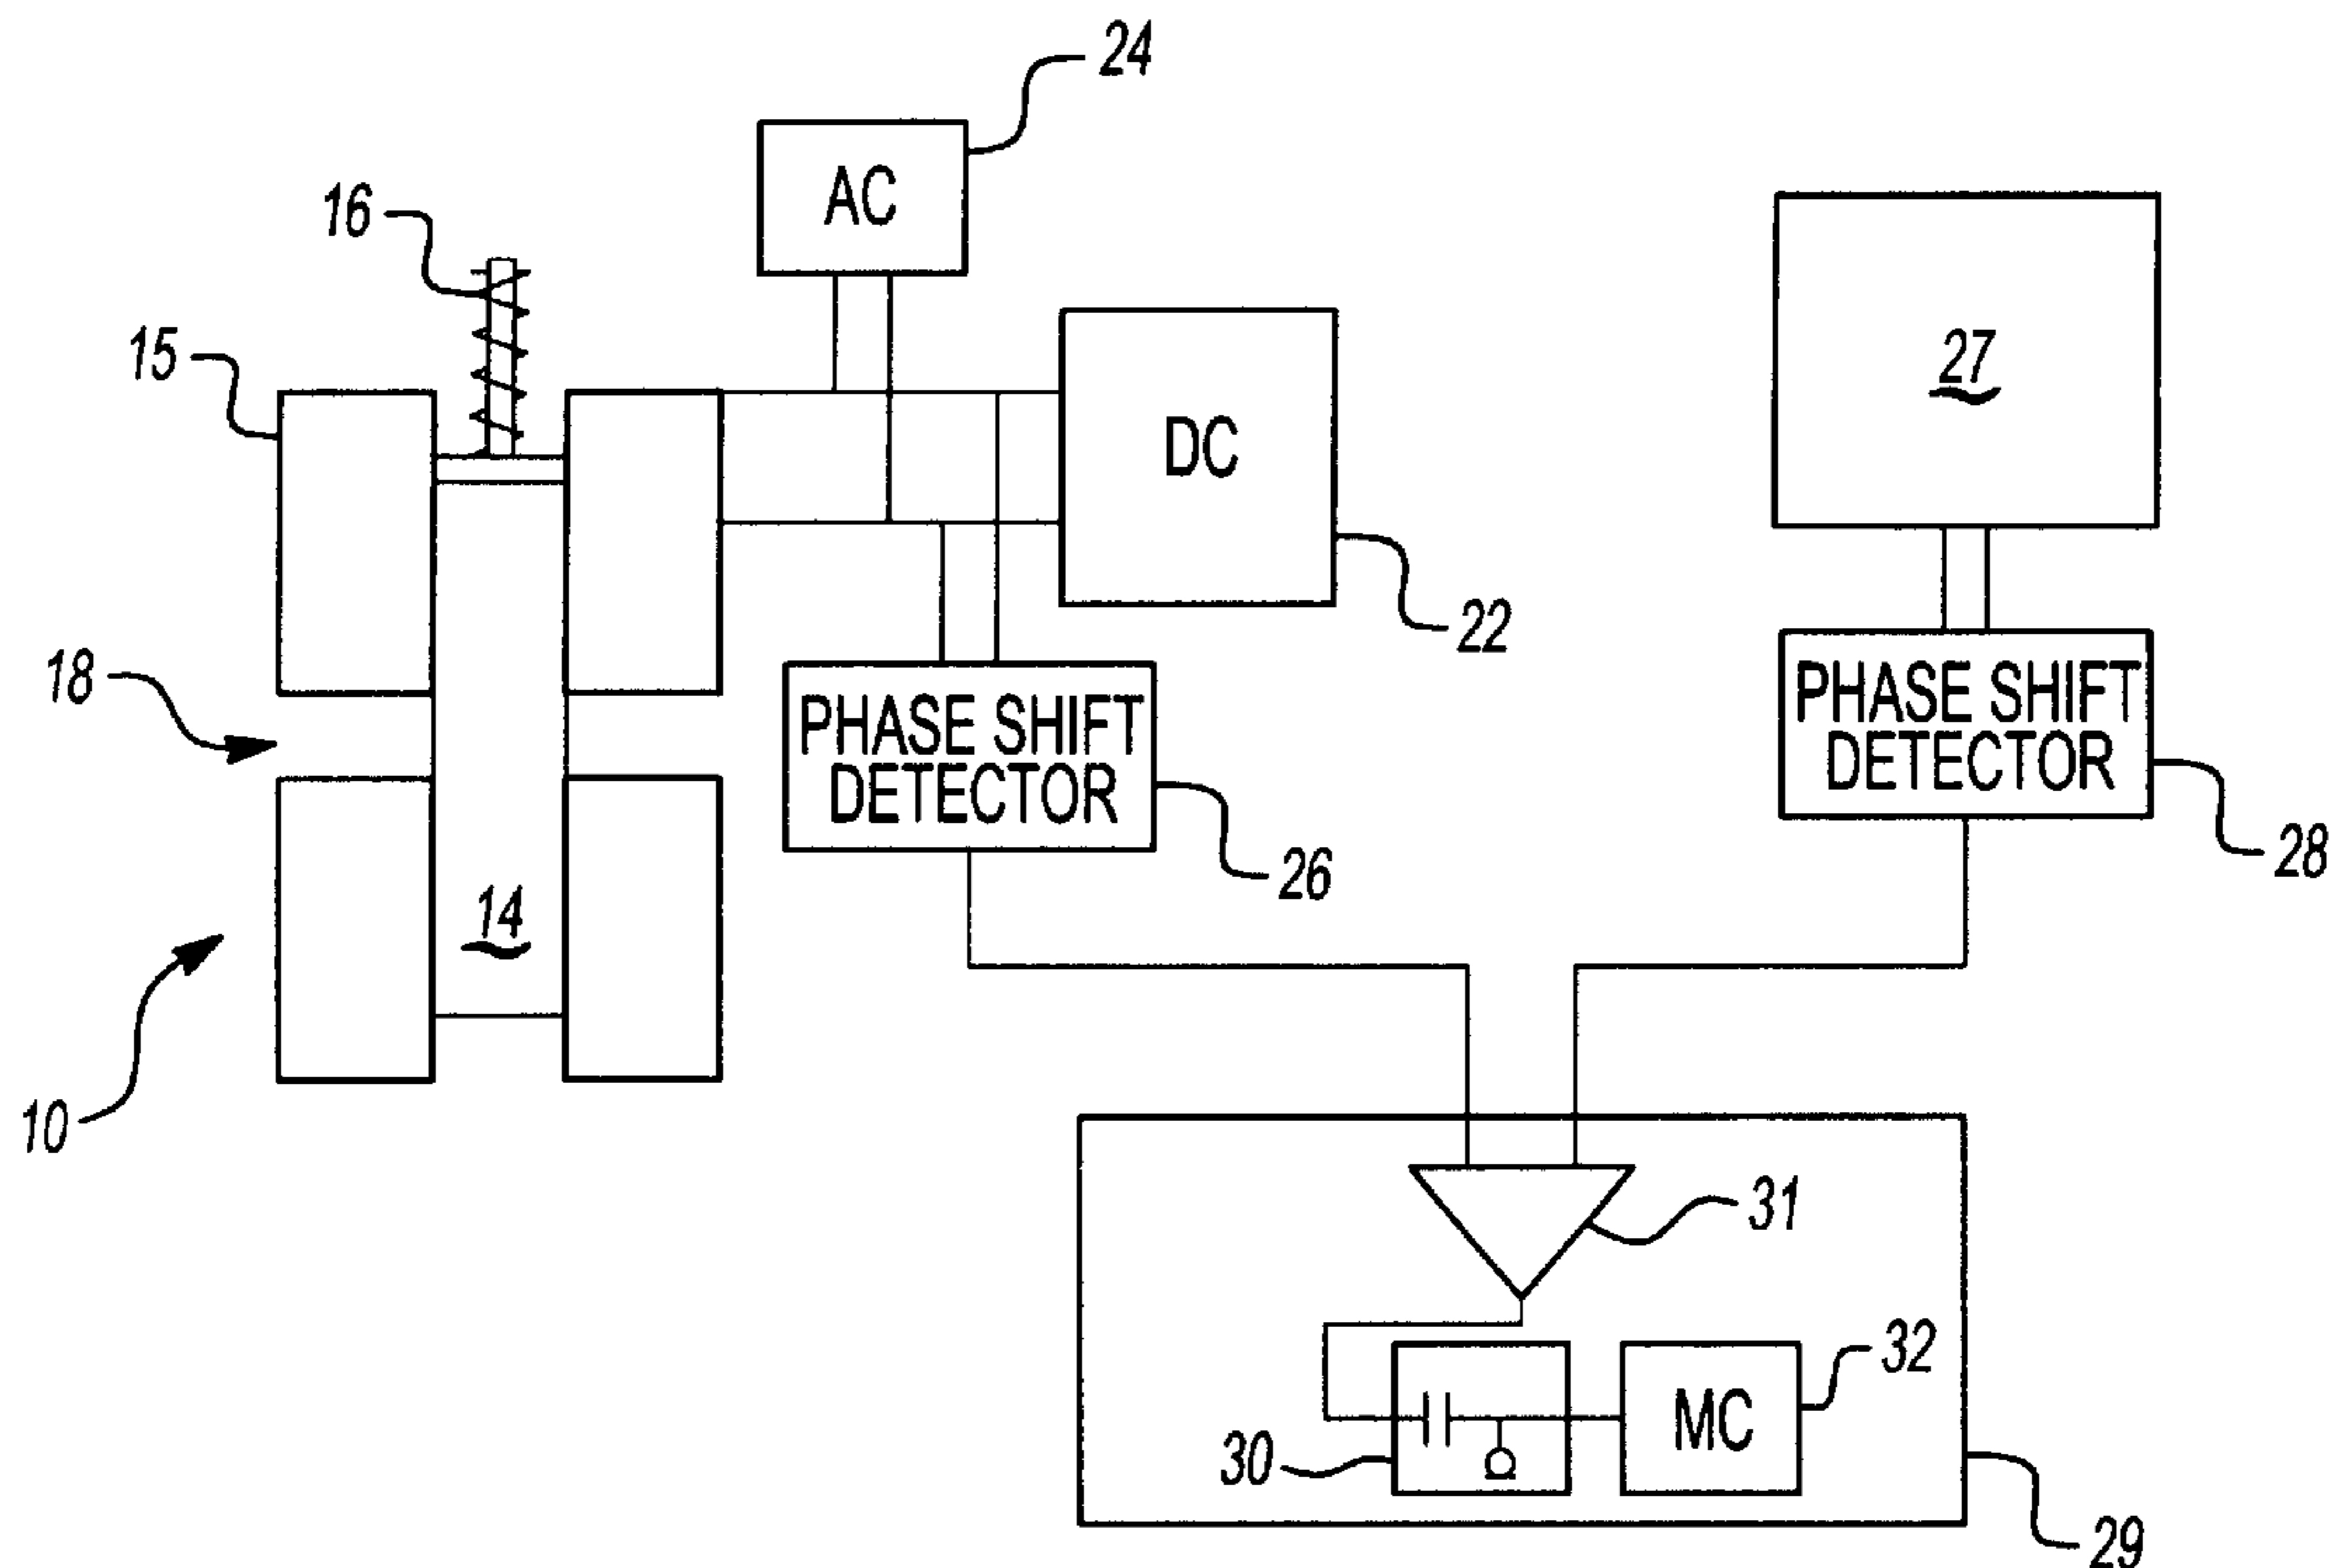 24
AC
16
27
15
DC
22
18
PHASE SHIFT
DETECTOR
26
PHASE SHIFT
DETECTOR
28
14
10
31
32
MC
30
29